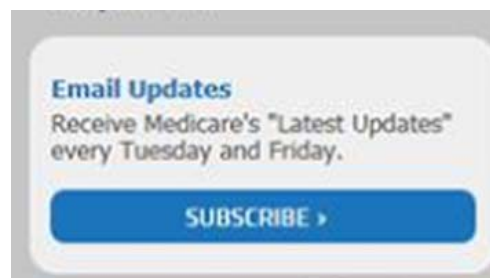 Email Updates
Receive Medicare's "Latest Updates"
every Tuesday and Friday.
SUBSCRIBE ›